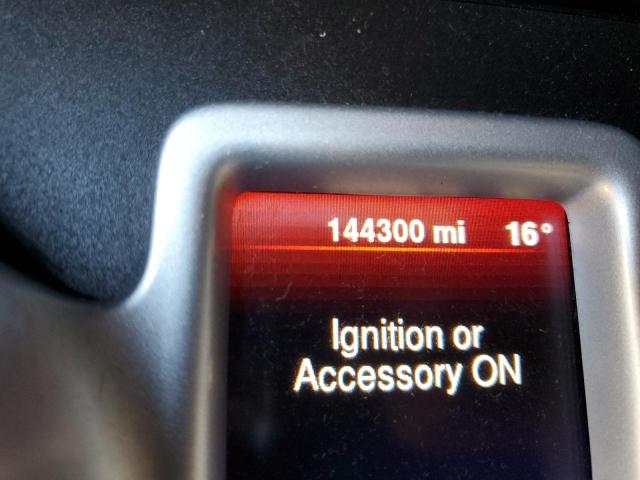 144300 mi 16°
Ignition or
Accessory ON